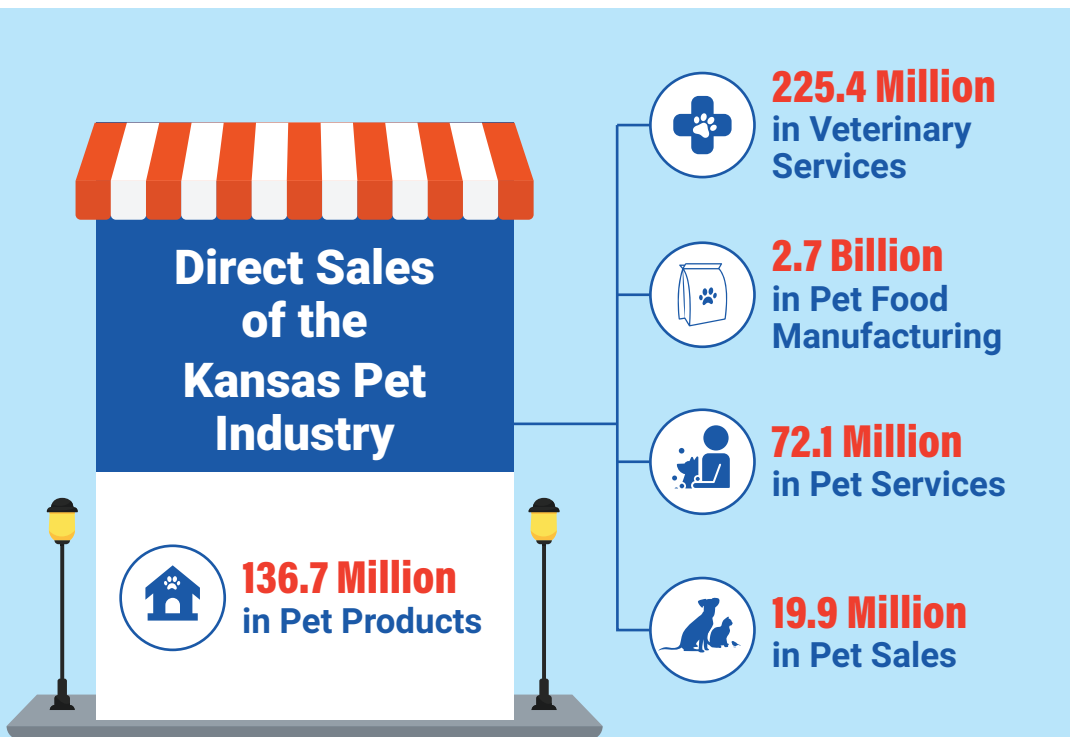 Direct Sales
of the
Kansas Pet
Industry
136.7 Million
in Pet Products
225.4 Million
in Veterinary
Services
2.7 Billion
in Pet Food
Manufacturing
72.1 Million
in Pet Services
19.9 Million
in Pet Sales